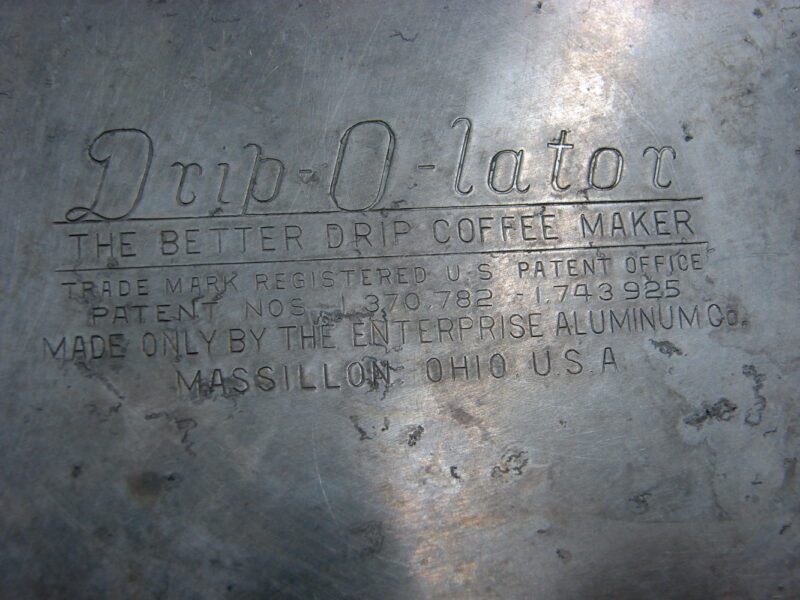 Drip-O-lator
THE BETTER DRIP COFFEE MAKER
TRADE MARK REGISTERED U.S. PATENT OFFICE
PATENT NOS. 1,370,782 - 1,743,925
MADE ONLY BY THE ENTERPRISE ALUMINUM Co.
MASSILLON, OHIO, U.S.A